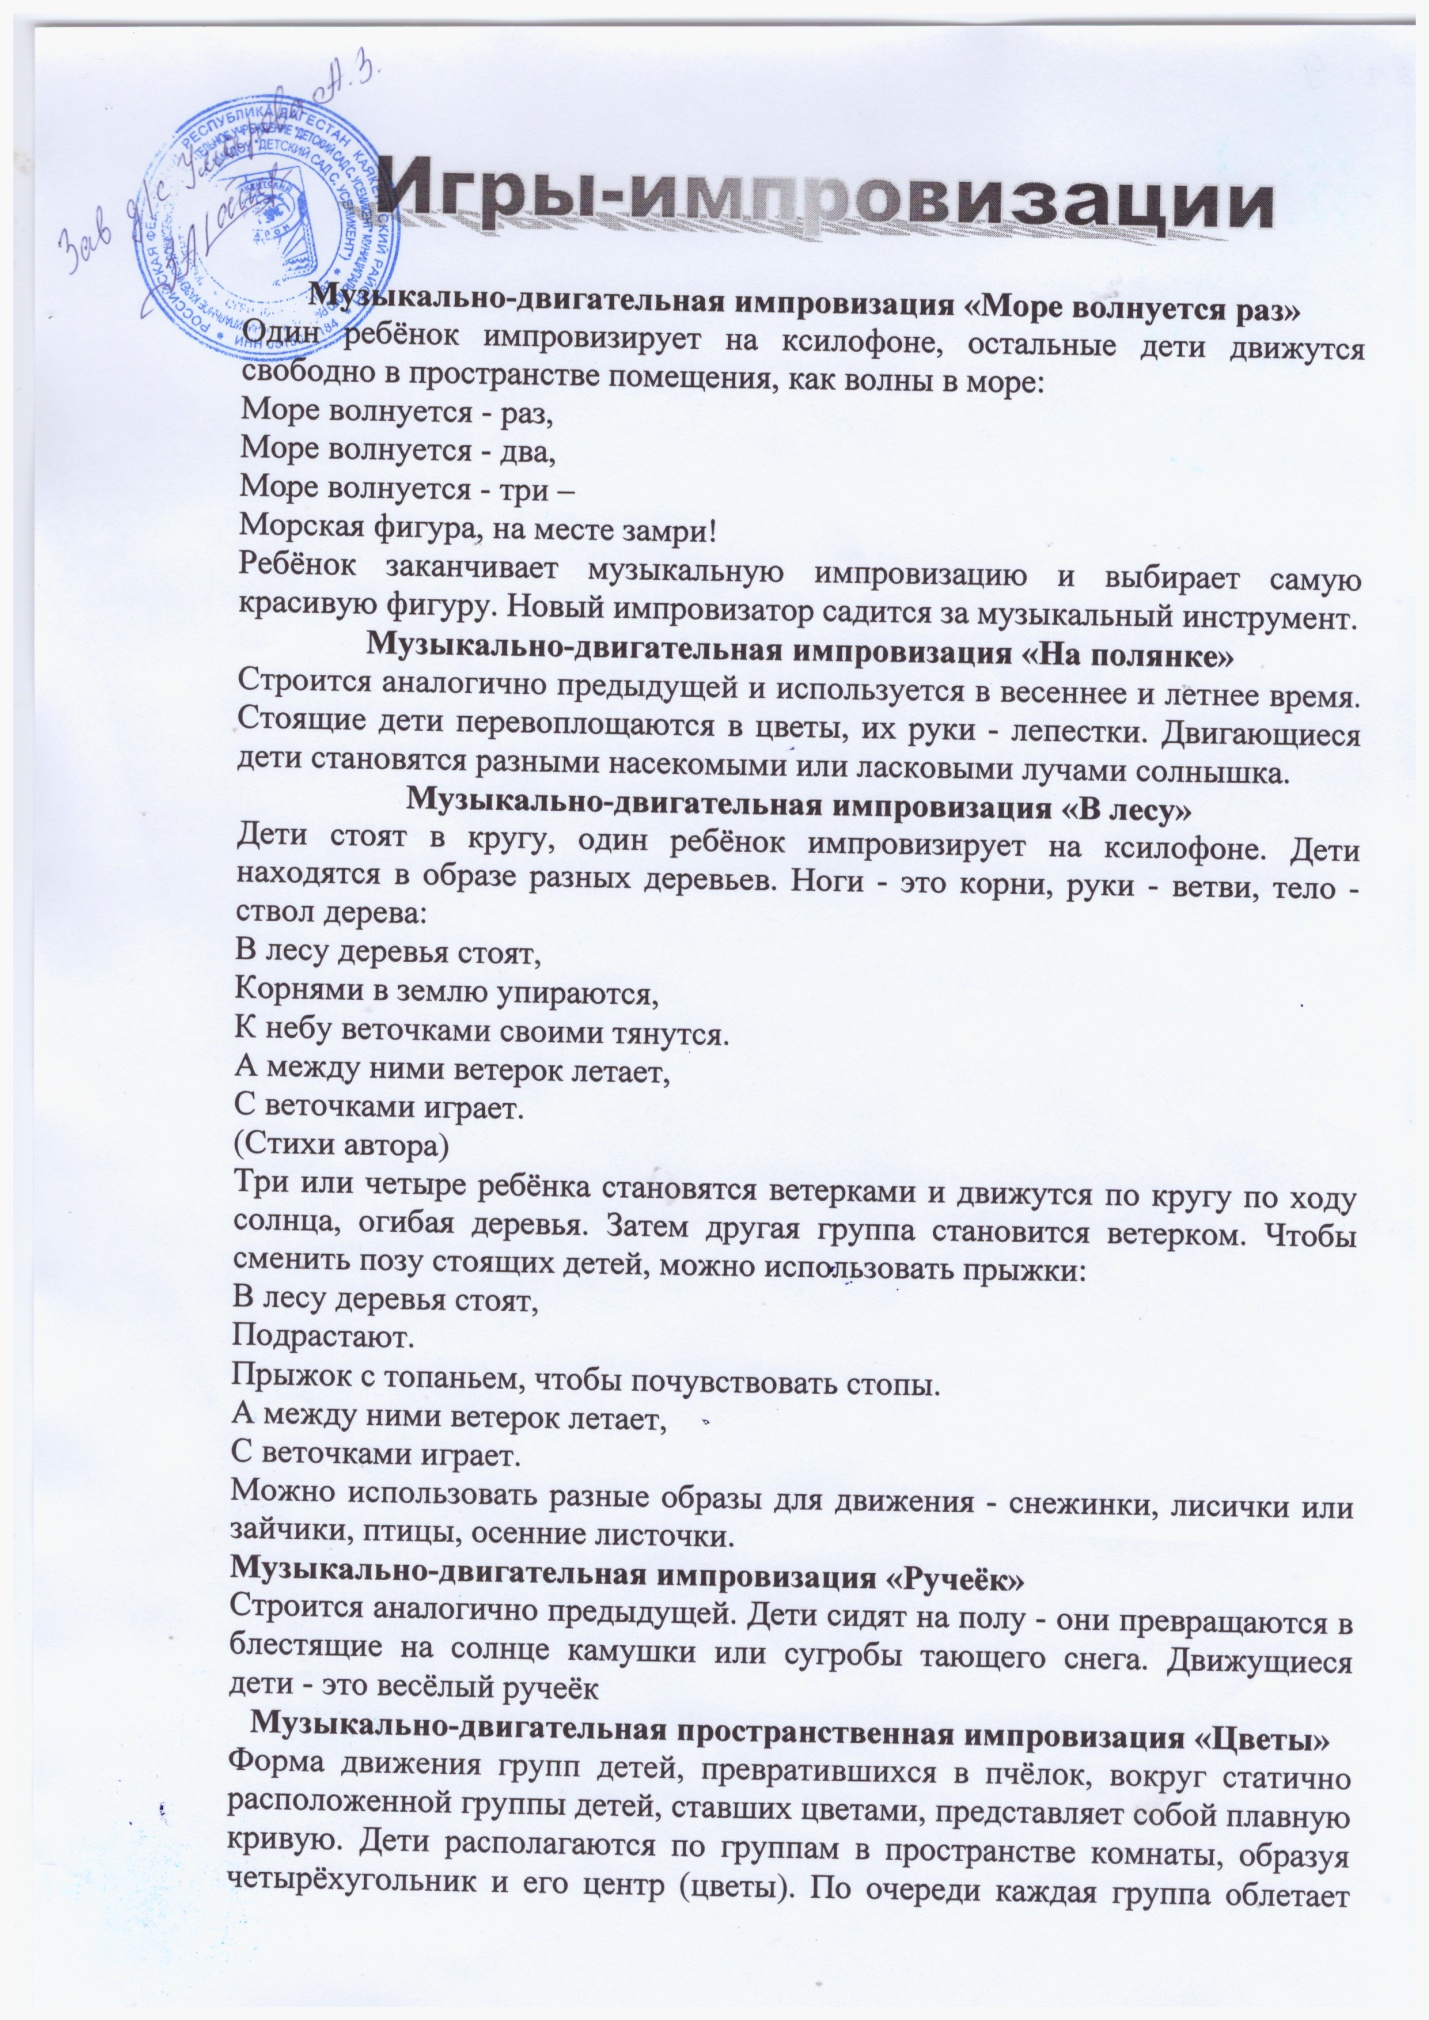 Зав д/с Умарова А.З.
РЕСПУБЛИКА ДАГЕСТАН КАЯКЕНТСКИЙ РАЙОН
РОССИЙСКАЯ ФЕ
"ДЕТСКИЙ САД С. УСЕМИКЕНТ"
ИНН
Игры-импровизации
Музыкально-двигательная импровизация «Море волнуется раз»
Один ребёнок импровизирует на ксилофоне, остальные дети движутся
свободно в пространстве помещения, как волны в море:
Море волнуется - раз,
Море волнуется - два,
Море волнуется - три –
Морская фигура, на месте замри!
Ребёнок заканчивает музыкальную импровизацию и выбирает самую
красивую фигуру. Новый импровизатор садится за музыкальный инструмент.
Музыкально-двигательная импровизация «На полянке»
Строится аналогично предыдущей и используется в весеннее и летнее время.
Стоящие дети перевоплощаются в цветы, их руки - лепестки. Двигающиеся
дети становятся разными насекомыми или ласковыми лучами солнышка.
Музыкально-двигательная импровизация «В лесу»
Дети стоят в кругу, один ребёнок импровизирует на ксилофоне. Дети
находятся в образе разных деревьев. Ноги - это корни, руки - ветви, тело -
ствол дерева:
В лесу деревья стоят,
Корнями в землю упираются,
К небу веточками своими тянутся.
А между ними ветерок летает,
С веточками играет.
(Стихи автора)
Три или четыре ребёнка становятся ветерками и движутся по кругу по ходу
солнца, огибая деревья. Затем другая группа становится ветерком. Чтобы
сменить позу стоящих детей, можно использовать прыжки:
В лесу деревья стоят,
Подрастают.
Прыжок с топаньем, чтобы почувствовать стопы.
А между ними ветерок летает,
С веточками играет.
Можно использовать разные образы для движения - снежинки, лисички или
зайчики, птицы, осенние листочки.
Музыкально-двигательная импровизация «Ручеёк»
Строится аналогично предыдущей. Дети сидят на полу - они превращаются в
блестящие на солнце камушки или сугробы тающего снега. Движущиеся
дети - это весёлый ручеёк
Музыкально-двигательная пространственная импровизация «Цветы»
Форма движения групп детей, превратившихся в пчёлок, вокруг статично
расположенной группы детей, ставших цветами, представляет собой плавную
кривую. Дети располагаются по группам в пространстве комнаты, образуя
четырёхугольник и его центр (цветы). По очереди каждая группа облетает